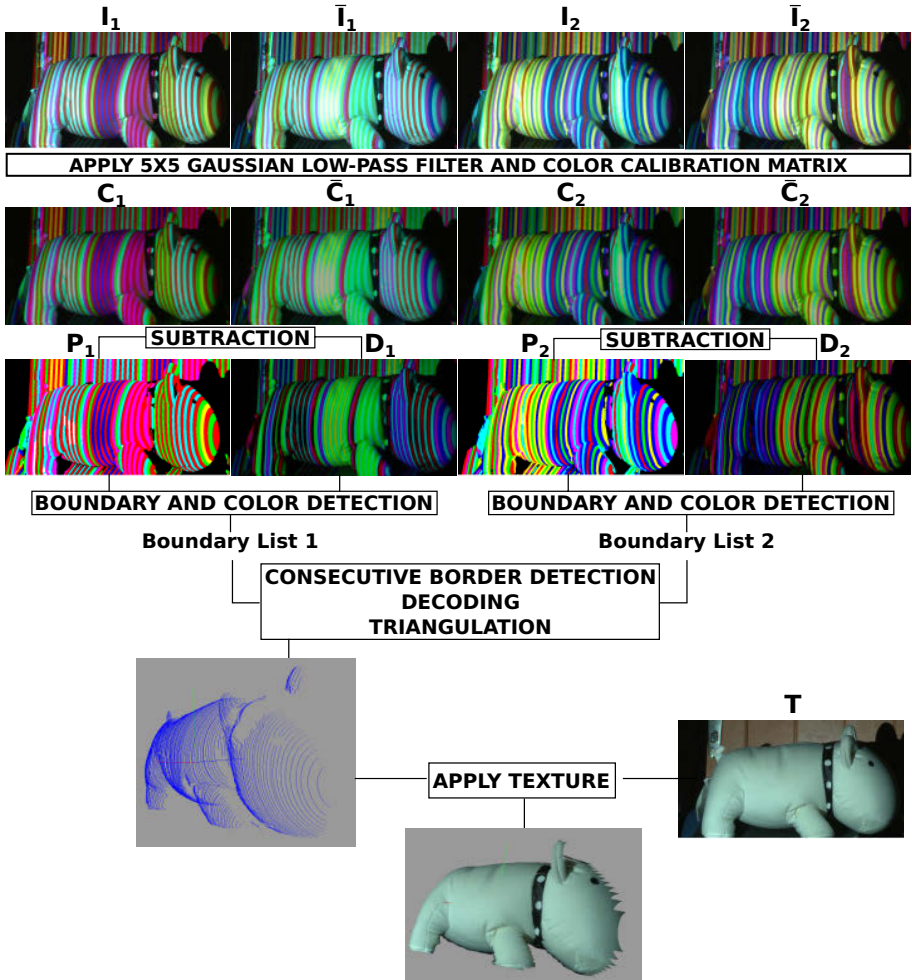 I₁ Ī₁ I₂ Ī₂
APPLY 5X5 GAUSSIAN LOW-PASS FILTER AND COLOR CALIBRATION MATRIX
C₁ C̄₁ C₂ C̄₂
SUBTRACTION SUBTRACTION
P₁ D₁ P₂ D₂
BOUNDARY AND COLOR DETECTION BOUNDARY AND COLOR DETECTION
Boundary List 1 Boundary List 2
CONSECUTIVE BORDER DETECTION
DECODING
TRIANGULATION
T
APPLY TEXTURE